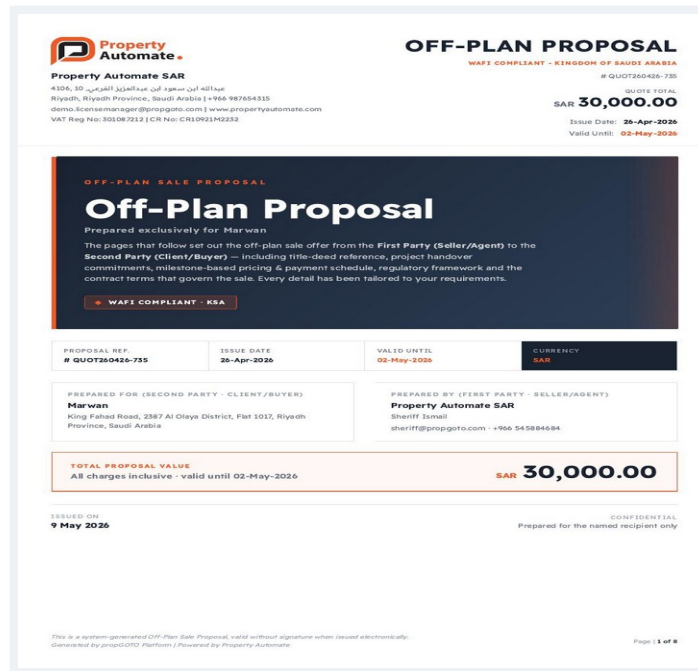 Property
Automate.
OFF-PLAN PROPOSAL
WAFI COMPLIANT - KINGDOM OF SAUDI ARABIA
# QUOT260426-735
QUOTE TOTAL
SAR 30,000.00
Issue Date: 26-Apr-2026
Valid Until: 02-May-2026
Property Automate SAR
4106, 10 عبدالله ابن سعود ابن عبدالعزيز الفرعي,
Riyadh, Riyadh Province, Saudi Arabia | +966 987654315
demo.licensemanager@propgoto.com | www.propertyautomate.com
VAT Reg No: 301087212 | CR No: CR10921M2232
OFF-PLAN SALE PROPOSAL
Off-Plan Proposal
Prepared exclusively for Marwan
The pages that follow set out the off-plan sale offer from the First Party (Seller/Agent) to the
Second Party (Client/Buyer) — including title-deed reference, project handover
commitments, milestone-based pricing & payment schedule, regulatory framework and the
contract terms that govern the sale. Every detail has been tailored to your requirements.
WAFI COMPLIANT · KSA
PROPOSAL REF.
# QUOT260426-735
ISSUE DATE
26-Apr-2026
VALID UNTIL
02-May-2026
CURRENCY
SAR
PREPARED FOR (SECOND PARTY · CLIENT/BUYER)
Marwan
King Fahad Road, 2387 Al Olaya District, Flat 1017, Riyadh
Province, Saudi Arabia
PREPARED BY (FIRST PARTY · SELLER/AGENT)
Property Automate SAR
Sheriff Ismail
sheriff@propgoto.com · +966 545884684
TOTAL PROPOSAL VALUE
All charges inclusive · valid until 02-May-2026
SAR 30,000.00
ISSUED ON
9 May 2026
CONFIDENTIAL
Prepared for the named recipient only
This is a system-generated Off-Plan Sale Proposal, valid without signature when issued electronically.
Generated by propGOTO Platform | Powered by Property Automate
Page | 1 of 8